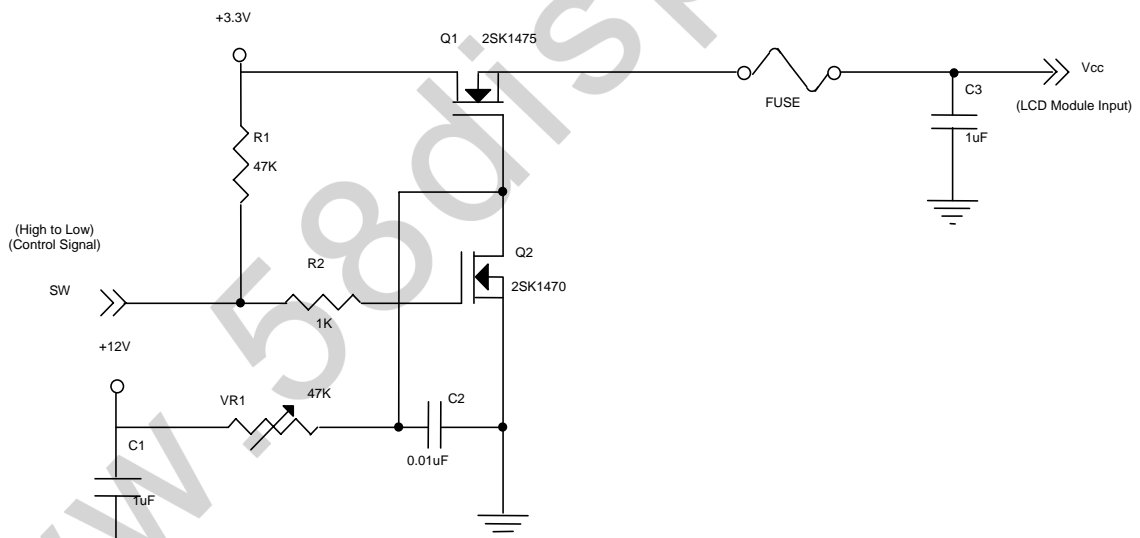 +3.3V
Q1 2SK1475
FUSE
C3
1uF
Vcc
(LCD Module Input)
R1
47K
(High to Low)
(Control Signal)
SW
R2
1K
Q2
2SK1470
+12V
VR1
47K
C2
0.01uF
C1
1uF
w.58disp